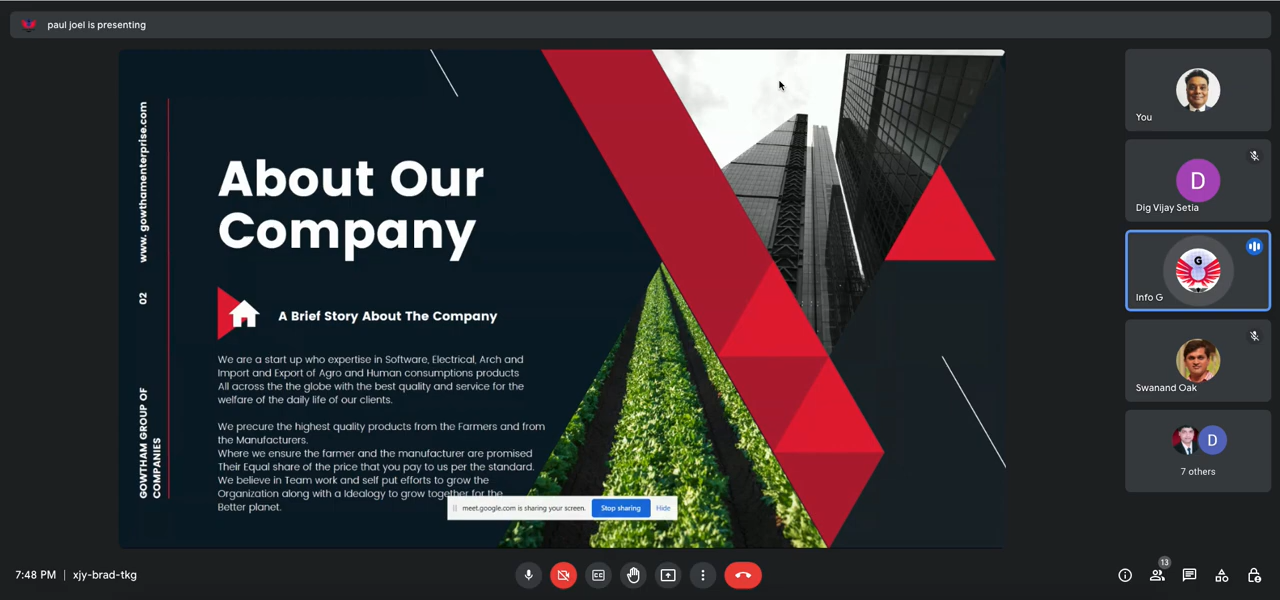 paul joel is presenting
www. gowthamenterprise.com
02
GOWTHAM GROUP OF
COMPANIES
About Our
Company
A Brief Story About The Company
We are a start up who expertise in Software, Electrical, Arch and
Import and Export of Agro and Human consumptions products
All across the the globe with the best quality and service for the
welfare of the daily life of our clients.
We precure the highest quality products from the Farmers and from
the Manufacturers.
Where we ensure the farmer and the manufacturer are promised
Their Equal share of the price that you pay to us per the standard.
We believe in Team work and self put efforts to grow the
Organization along with a Idealogy to grow together for the
Better planet.
meet.google.com is sharing your screen.
Stop sharing
Hide
You
D
Dig Vijay Setia
G
Info G
Swanand Oak
D
7 others
7:48 PM | xjy-brad-tkg
13